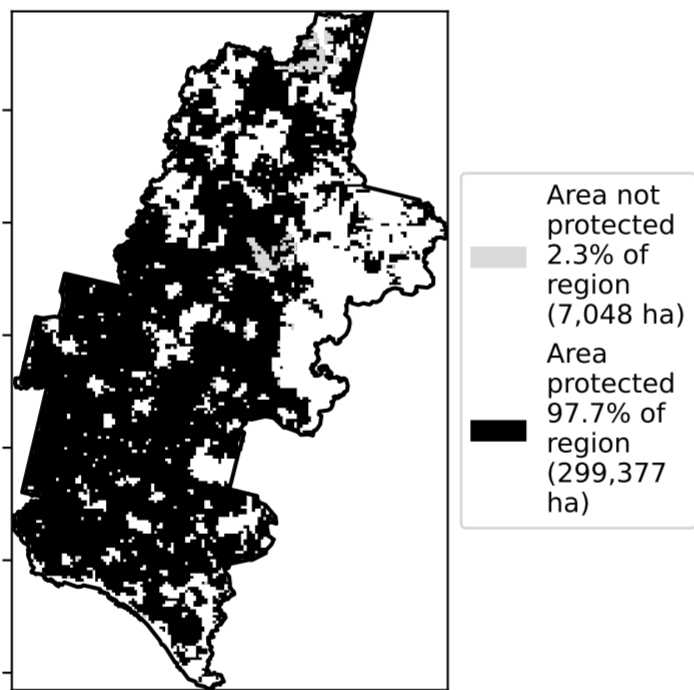 Area not
protected
2.3% of
region
(7,048 ha)
Area
protected
97.7% of
region
(299,377
ha)